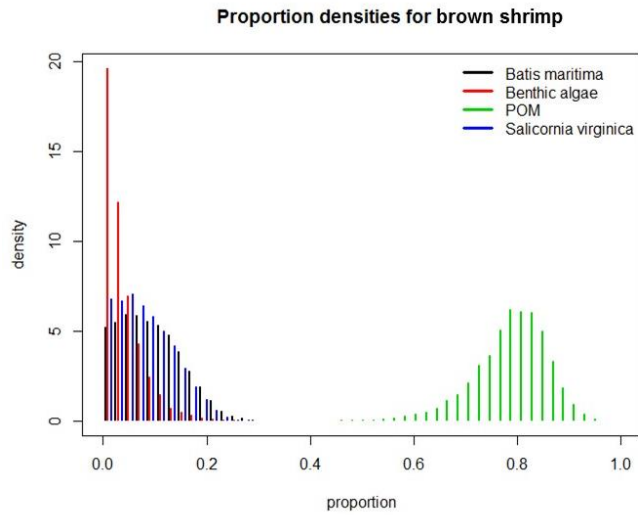 Proportion densities for brown shrimp
Batis maritima
Benthic algae
POM
Salicornia virginica
density
20
15
10
5
0
0.0 0.2 0.4 0.6 0.8 1.0
proportion